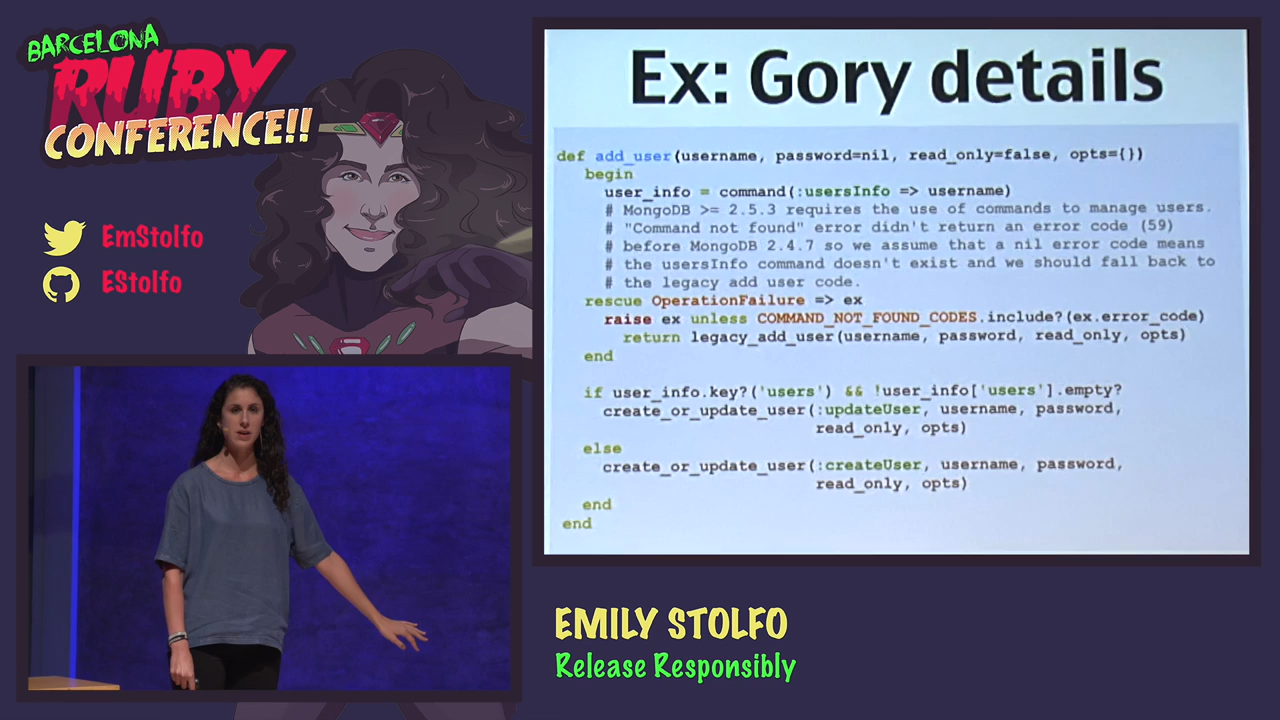 BARCELONA
RUBY
CONFERENCE!!
EmStolfo
EStolfo
Ex: Gory details
def add_user(username, password=nil, read_only=false, opts={})
begin
user_info = command(:usersInfo => username)
# MongoDB >= 2.5.3 requires the use of commands to manage users.
# "Command not found" error didn't return an error code (59)
# before MongoDB 2.4.7 so we assume that a nil error code means
# the usersInfo command doesn't exist and we should fall back to
# the legacy add user code.
rescue OperationFailure => ex
raise ex unless COMMAND_NOT_FOUND_CODES.include?(ex.error_code)
return legacy_add_user(username, password, read_only, opts)
end
if user_info.key?('users') && !user_info['users'].empty?
create_or_update_user(:updateUser, username, password,
read_only, opts)
else
create_or_update_user(:createUser, username, password,
read_only, opts)
end
end
EMILY STOLFO
Release Responsibly